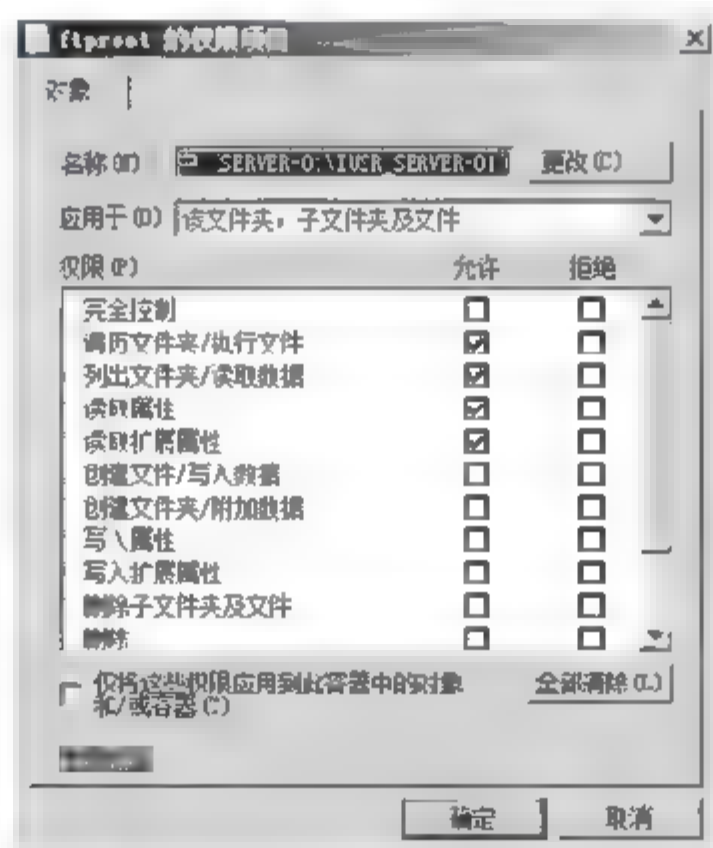 ftproot 的权限项目
对象
名称(M) SERVER-01\IUSR_SERVER-01 更改(C)
应用于(O) 该文件夹，子文件夹及文件
权限(P) 允许 拒绝
完全控制
遍历文件夹/执行文件
列出文件夹/读取数据
读取属性
读取扩展属性
创建文件/写入数据
创建文件夹/附加数据
写入属性
写入扩展属性
删除子文件夹及文件
删除
仅将这些权限应用到此容器中的对象 全部清除(L)
和/或容器
确定 取消